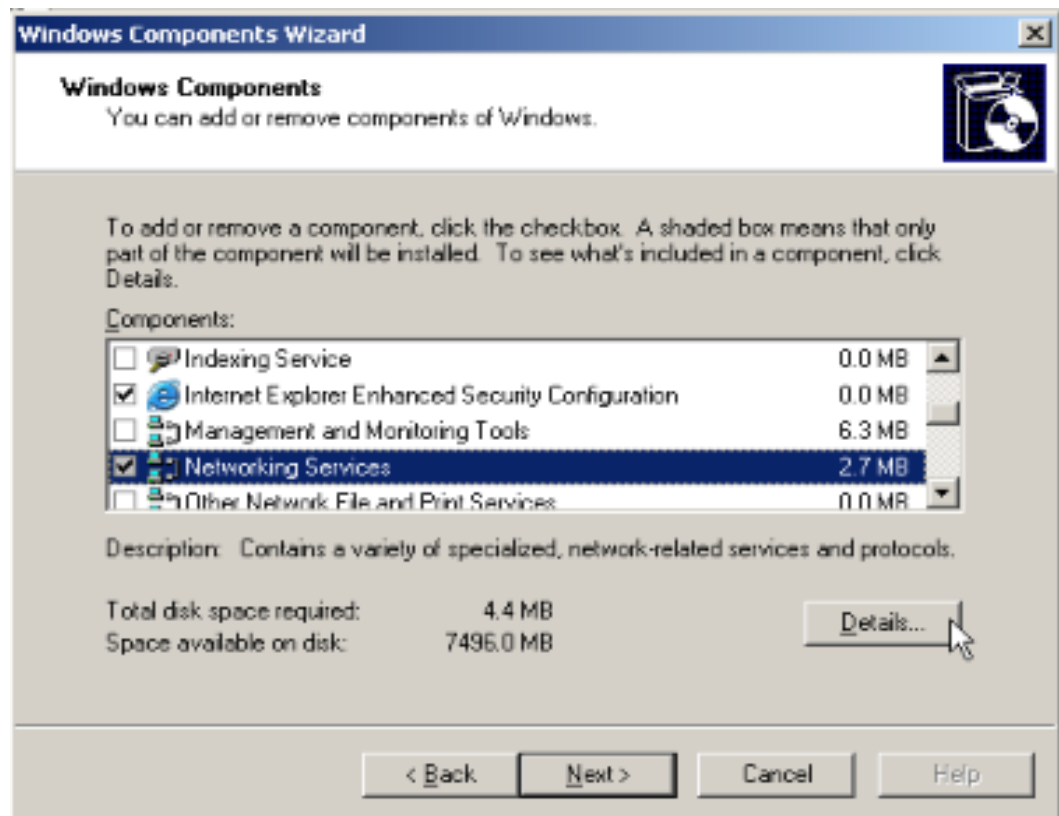 Windows Components Wizard
Windows Components
You can add or remove components of Windows.
To add or remove a component, click the checkbox. A shaded box means that only
part of the component will be installed. To see what's included in a component, click
Details.
Components:
Indexing Service 0.0 MB
Internet Explorer Enhanced Security Configuration 0.0 MB
Management and Monitoring Tools 6.3 MB
Networking Services 2.7 MB
Other Network File and Print Services 0.0 MB
Description: Contains a variety of specialized, network-related services and protocols.
Total disk space required: 4.4 MB
Space available on disk: 7496.0 MB
Details...
< Back Next > Cancel Help